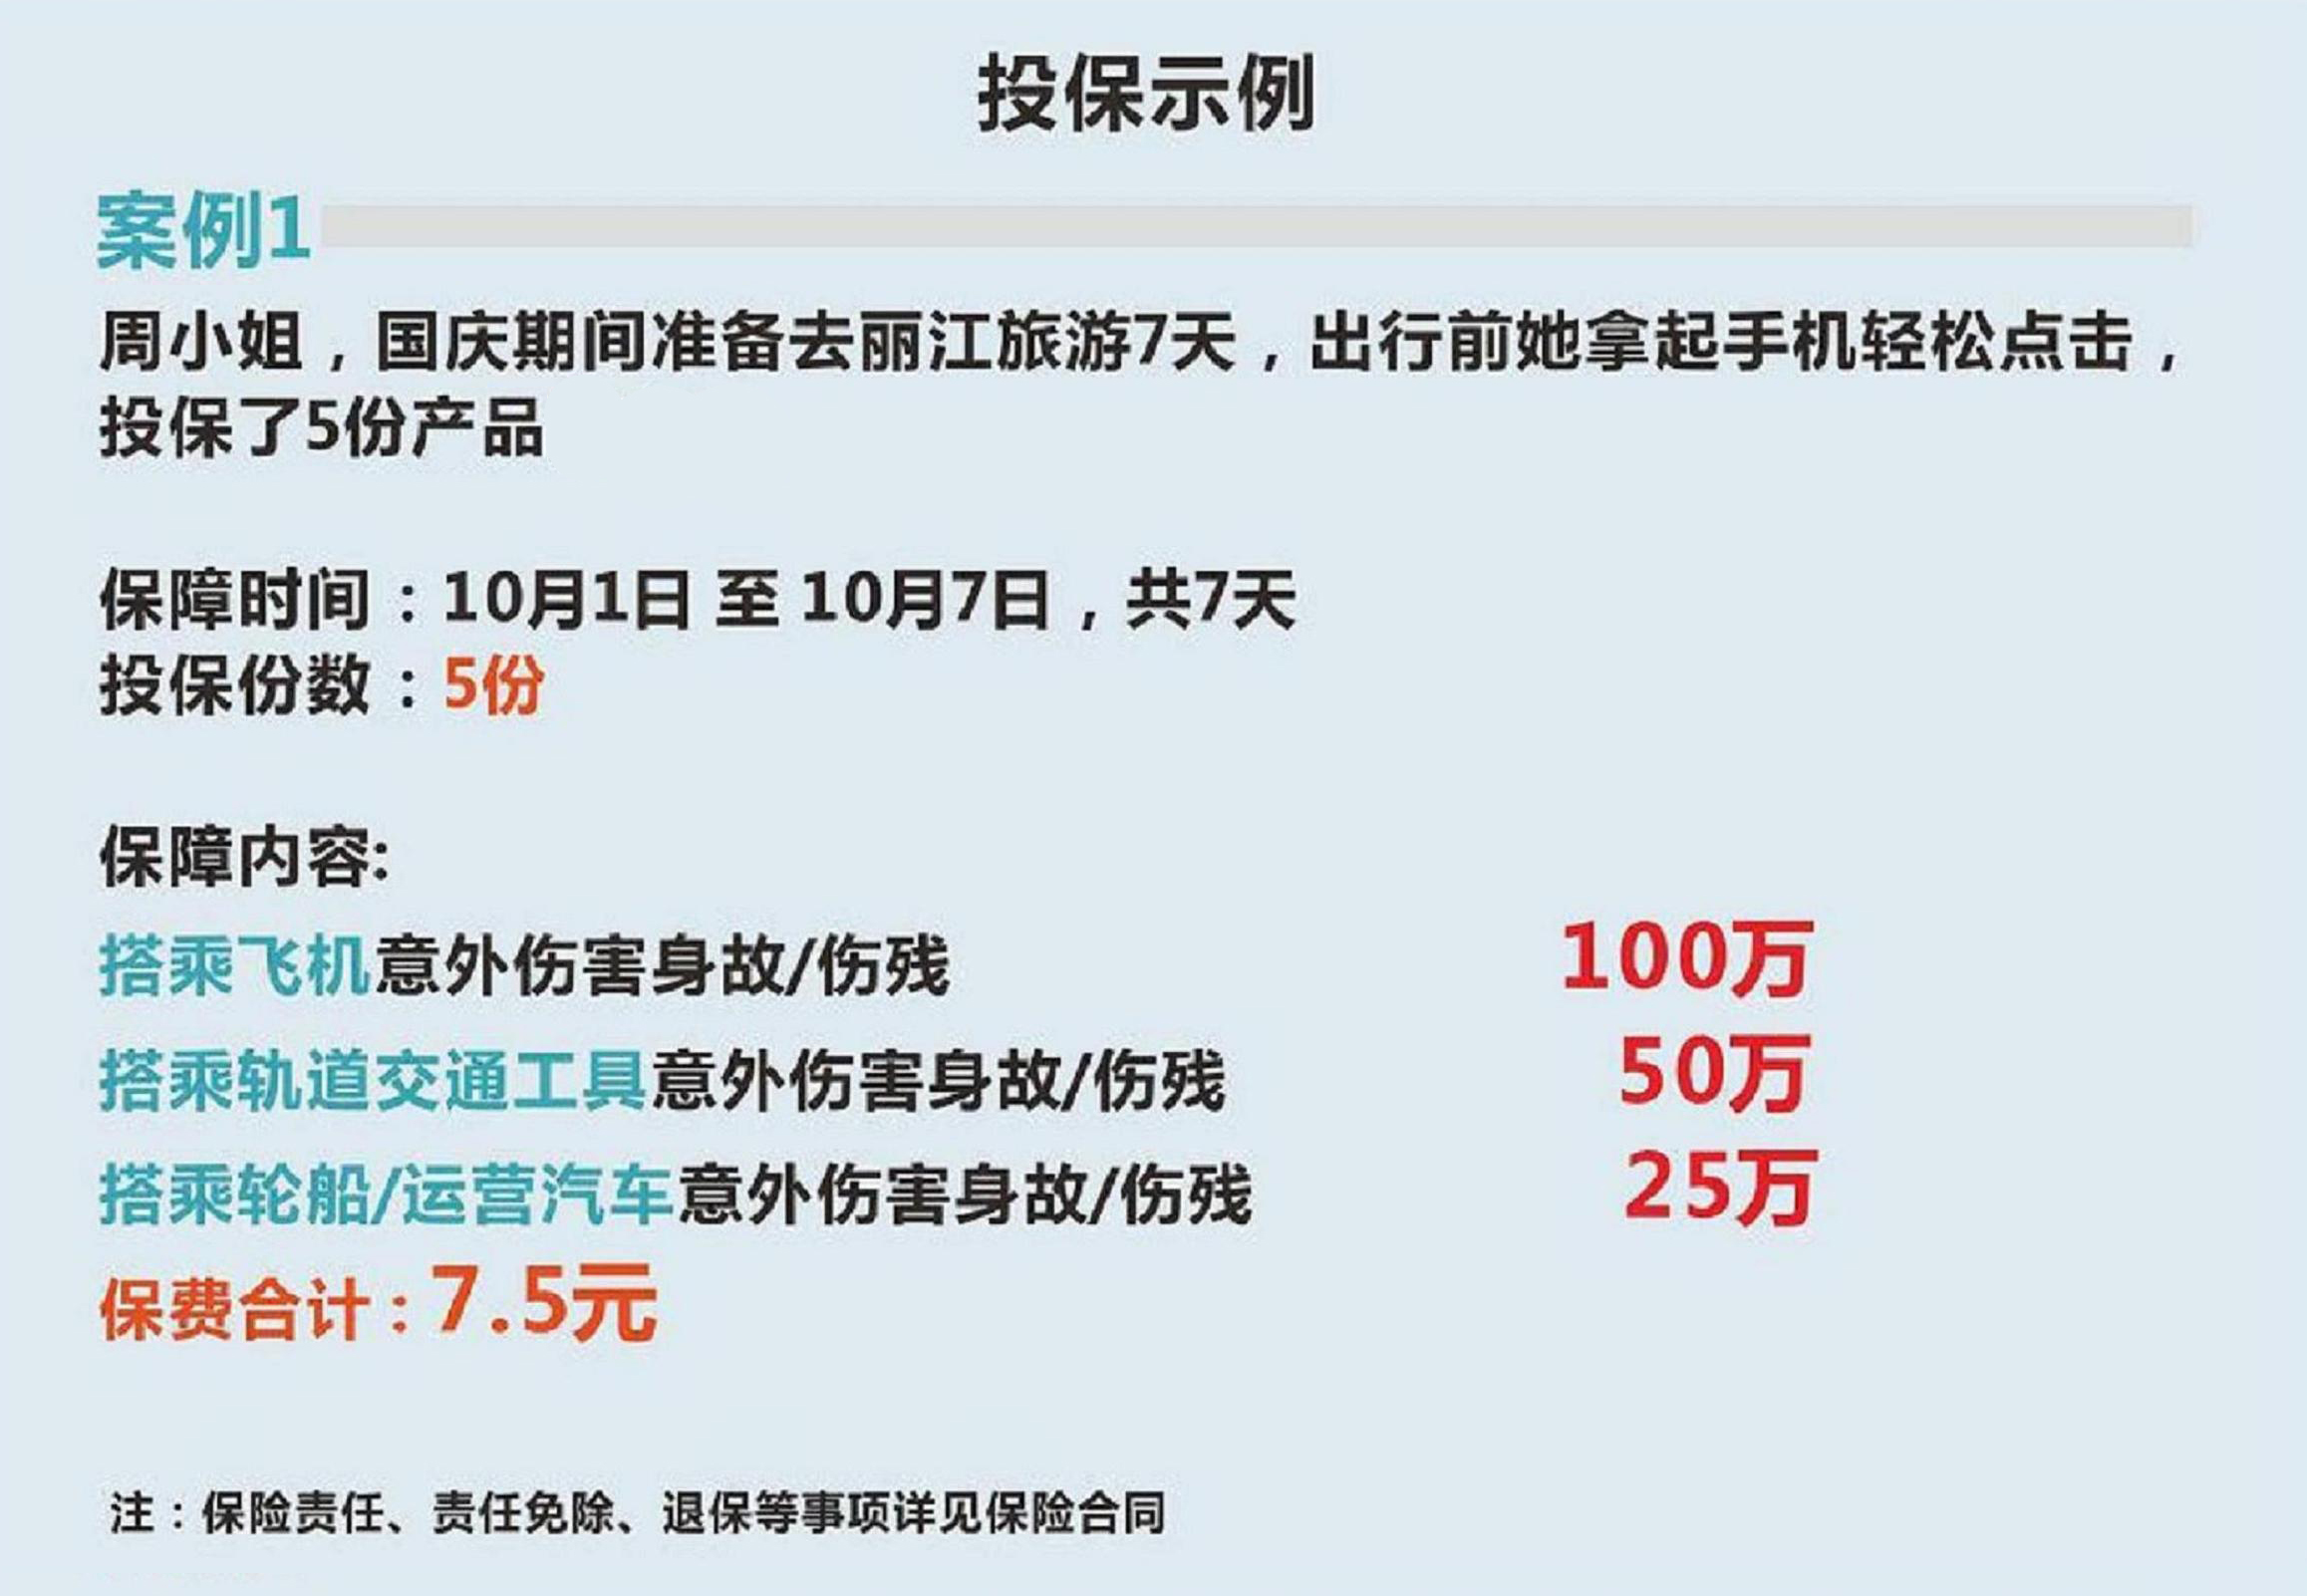 投保示例
案例1
周小姐，国庆期间准备去丽江旅游7天，出行前她拿起手机轻松点击，
投保了5份产品
保障时间：10月1日 至 10月7日，共7天
投保份数：5份
保障内容:
搭乘飞机意外伤害身故/伤残 100万
搭乘轨道交通工具意外伤害身故/伤残 50万
搭乘轮船/运营汽车意外伤害身故/伤残 25万
保费合计：7.5元
注：保险责任、责任免除、退保等事项详见保险合同